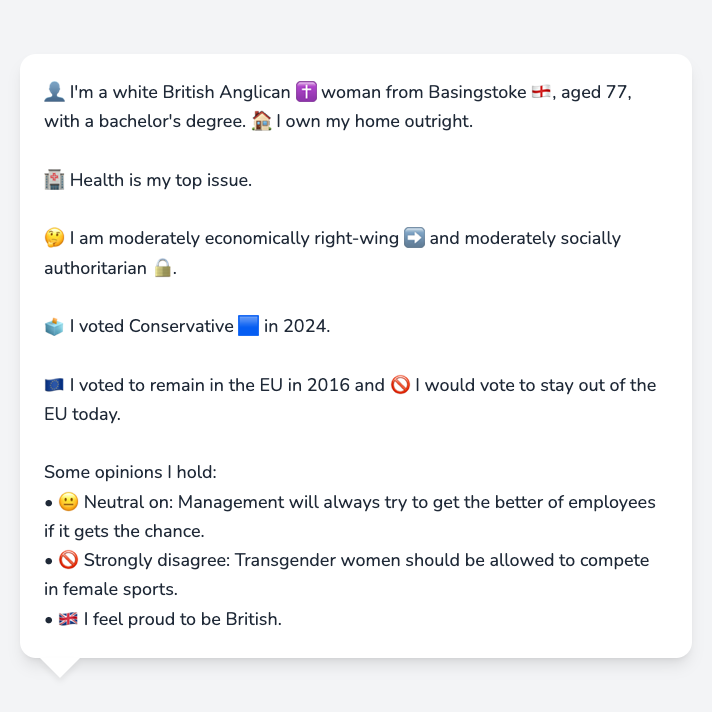 👤 I'm a white British Anglican ✝️ woman from Basingstoke 🏴󠁧󠁢󠁥󠁮󠁧󠁿, aged 77,
with a bachelor's degree. 🏠 I own my home outright.
🏥 Health is my top issue.
🤔 I am moderately economically right-wing ➡️ and moderately socially
authoritarian 🔒.
🗳️ I voted Conservative 🟦 in 2024.
🇪🇺 I voted to remain in the EU in 2016 and 🚫 I would vote to stay out of the
EU today.
Some opinions I hold:
• 😐 Neutral on: Management will always try to get the better of employees
if it gets the chance.
• 🚫 Strongly disagree: Transgender women should be allowed to compete
in female sports.
• 🇬🇧 I feel proud to be British.